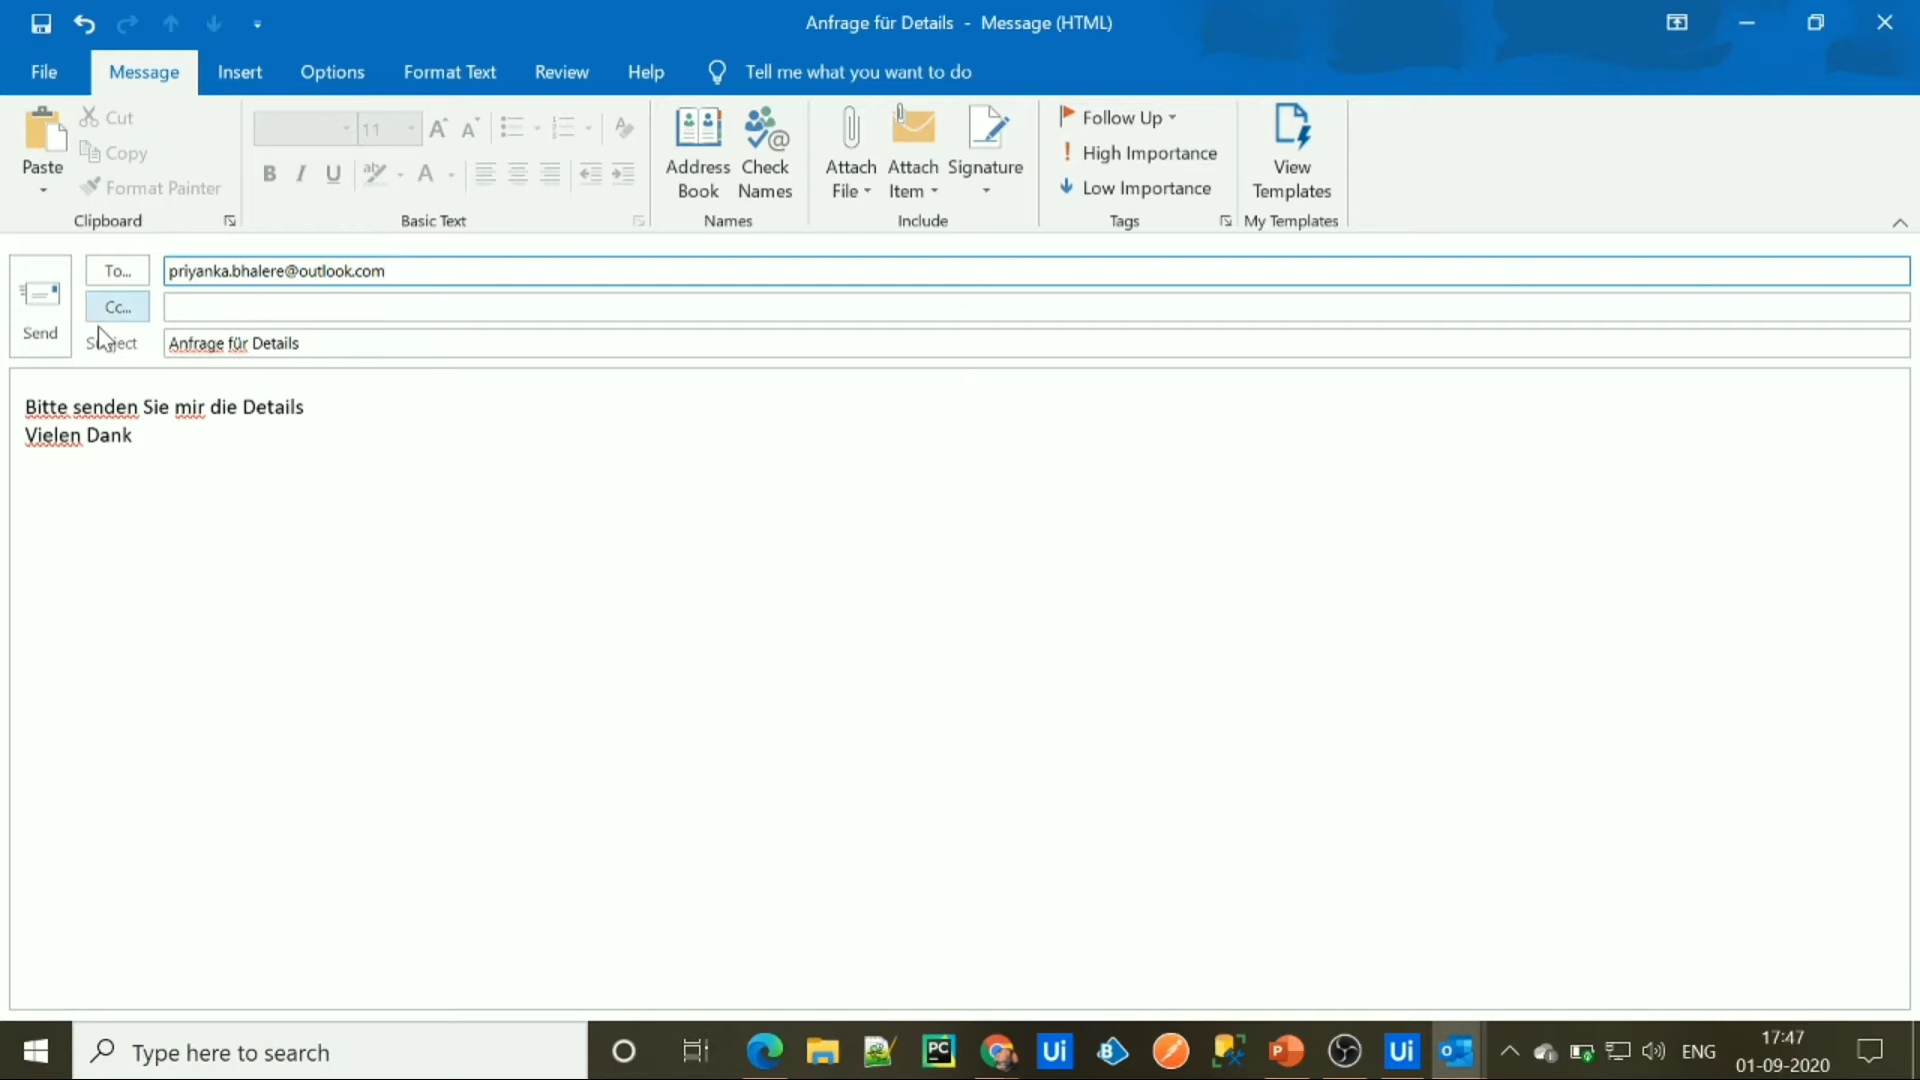 Anfrage für Details - Message (HTML)
File Message Insert Options Format Text Review Help Tell me what you want to do
Paste
Cut
Copy
Format Painter
Clipboard
11
B I U
Basic Text
Address Book
Check Names
Names
Attach File
Attach Item
Signature
Include
Follow Up
High Importance
Low Importance
Tags
View Templates
My Templates
Send
To... priyanka.bhalere@outlook.com
Cc...
Subject Anfrage für Details
Bitte senden Sie mir die Details
Vielen Dank
Type here to search
ENG
17:47
01-09-2020